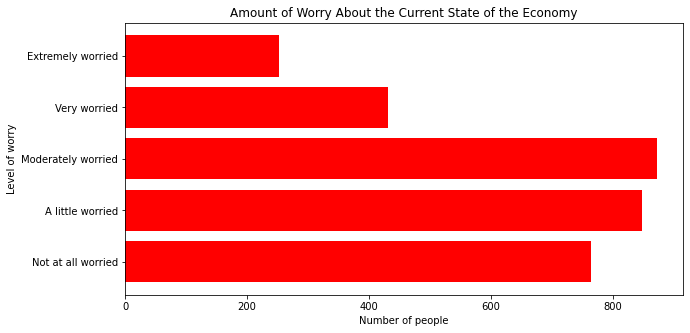 Amount of Worry About the Current State of the Economy
Level of worry
Extremely worried
Very worried
Moderately worried
A little worried
Not at all worried
0 200 400 600 800
Number of people